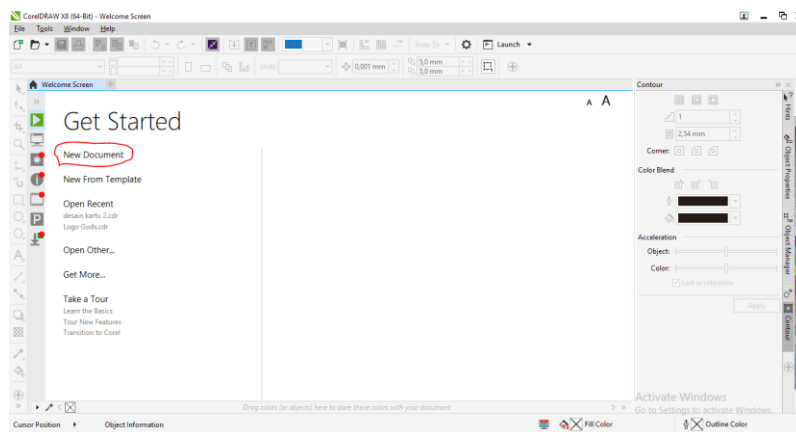 CorelDRAW X8 (64-Bit) - Welcome Screen
File Tools Window Help
Snap To Launch
A4 Units: 0,001 mm 5,0 mm
5,0 mm
Welcome Screen
A A
Get Started
New Document
New From Template
Open Recent
desain kartu 2.cdr
Logo Gods.cdr
Open Other...
Get More...
Take a Tour
Learn the Basics
Tour New Features
Transition to Corel
Contour
1
2,54 mm
Corner:
Color Blend
Acceleration
Object:
Color:
Link acceleration
Apply
Hints
Object Properties
Object Manager
Contour
Activate Windows
Go to Settings to activate Windows.
Drag colors (or objects) here to store these colors with your document
Cursor Position Object Information Fill Color Outline Color